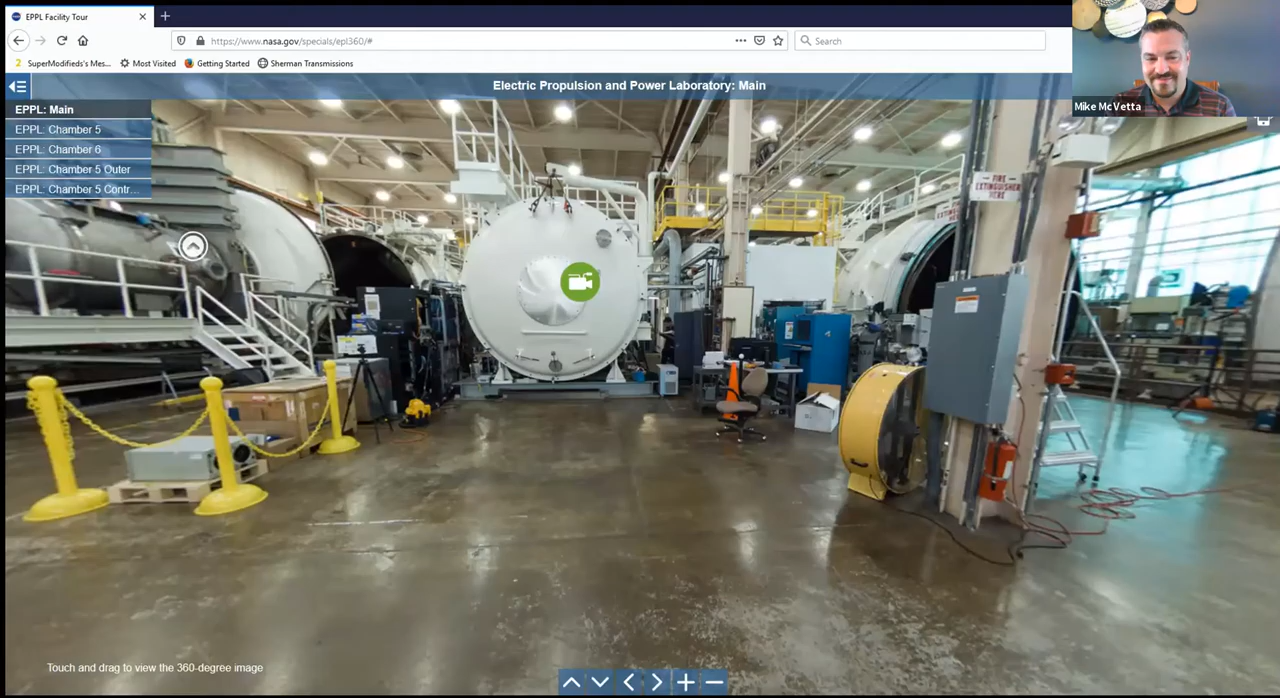 EPPL Facility Tour
https://www.nasa.gov/specials/epl360/#
Search
SuperModifieds's Mes...
Most Visited
Getting Started
Sherman Transmissions
Mike McVetta
Electric Propulsion and Power Laboratory: Main
EPPL: Main
EPPL: Chamber 5
EPPL: Chamber 6
EPPL: Chamber 5 Outer
EPPL: Chamber 5 Contr...
FIRE
EXTINGUISHER
HERE
Touch and drag to view the 360-degree image